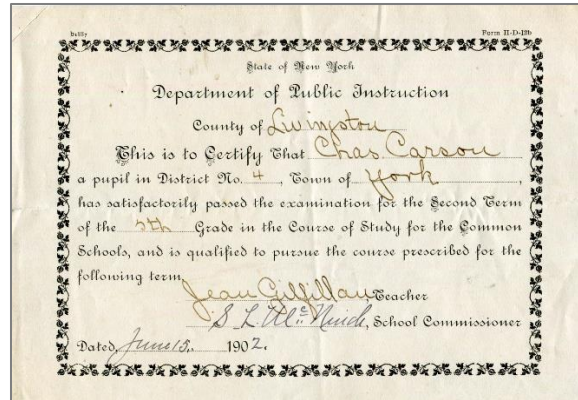 Form II-D-12b
State of New York
Department of Public Instruction
County of Livingston
This is to Certify That Chas. Carson
a pupil in District No. 4, Town of York,
has satisfactorily passed the examination for the Second Term
of the 5th Grade in the Course of Study for the Common
Schools, and is qualified to pursue the course prescribed for the
following term.
Jean Gilfillan Teacher
S L McNinch, School Commissioner
Dated, June 15, 1902.